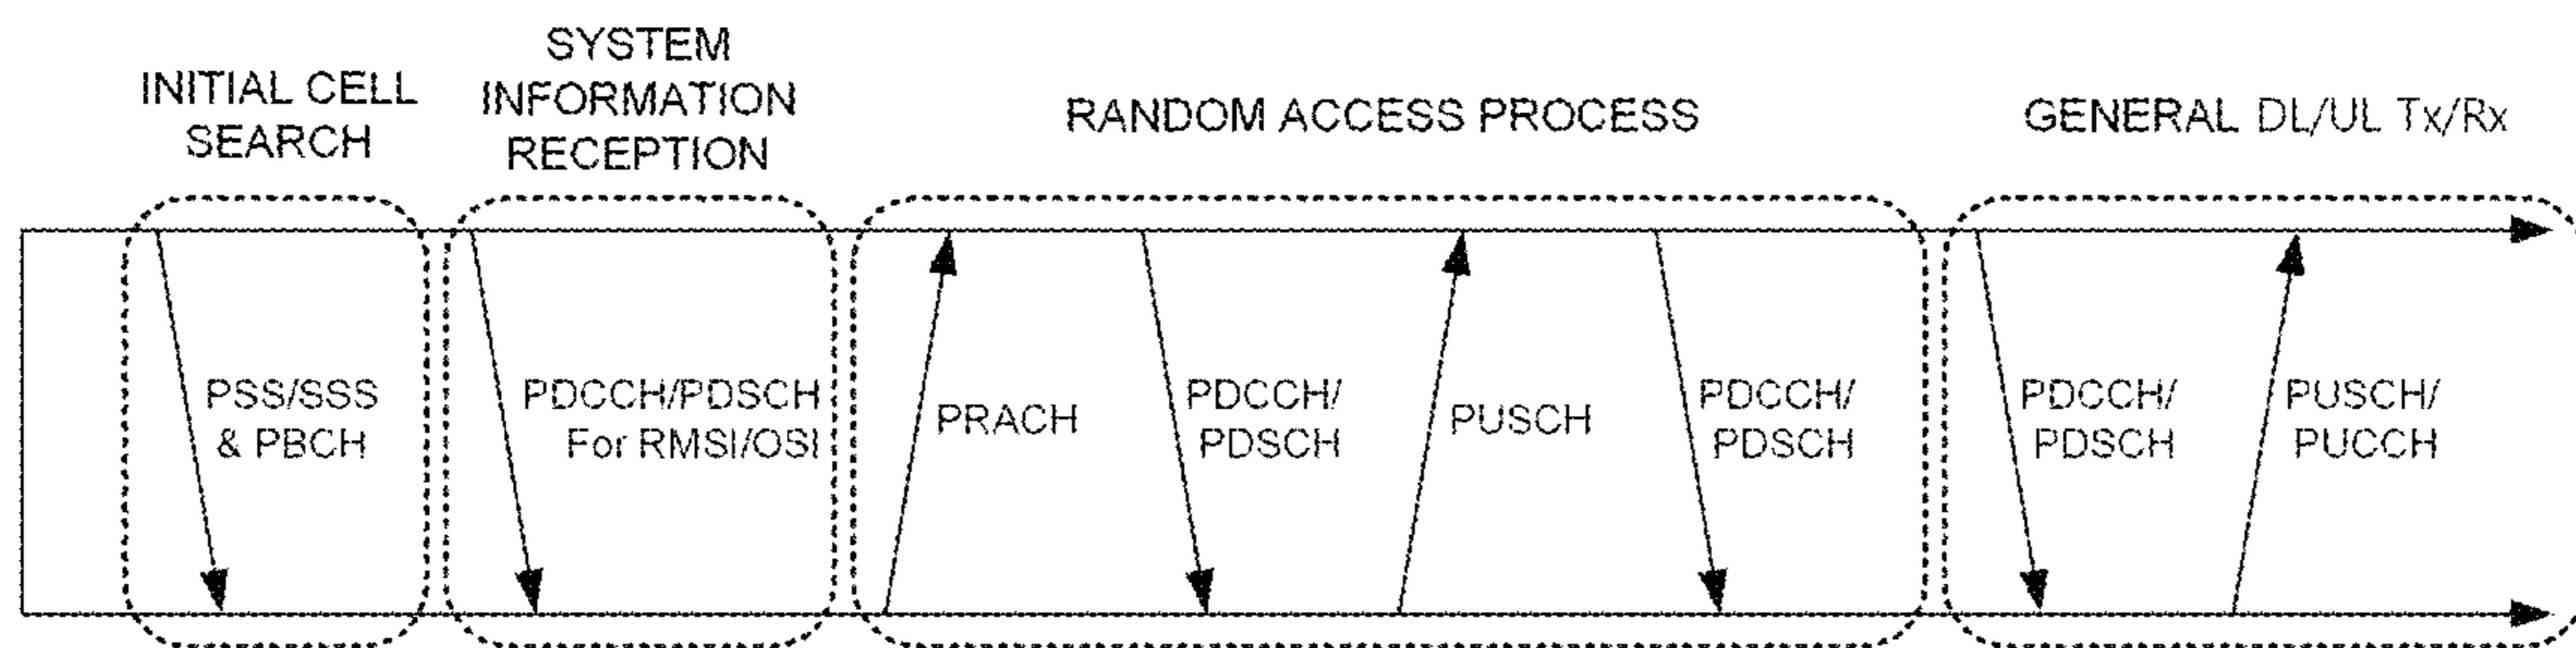 INITIAL CELL
SEARCH
SYSTEM
INFORMATION
RECEPTION
RANDOM ACCESS PROCESS
GENERAL DL/UL Tx/Rx
PSS/SSS
& PBCH
PDCCH/PDSCH
For RMSI/OSI
PRACH
PDCCH/
PDSCH
PUSCH
PDCCH/
PDSCH
PDCCH/
PDSCH
PUSCH/
PUCCH